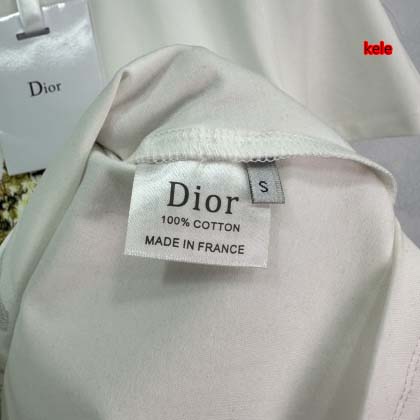 kele
Dior
Dior
S
100% COTTON
MADE IN FRANCE